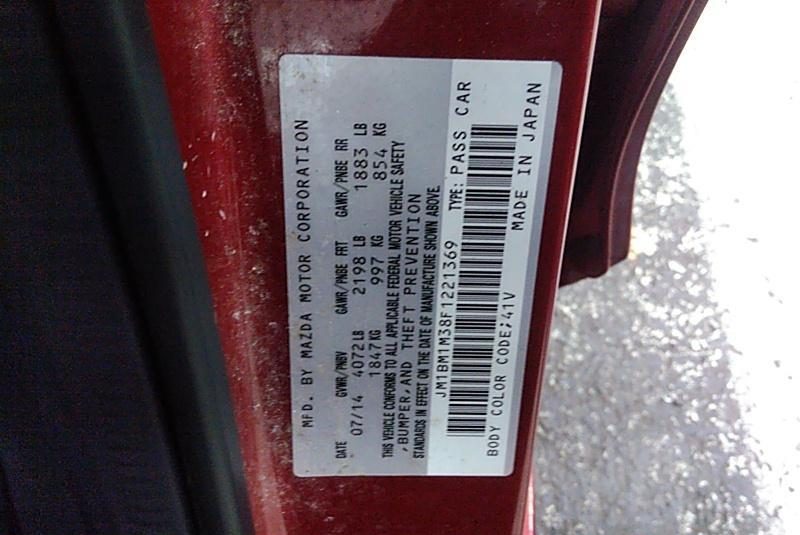 MFD. BY MAZDA MOTOR CORPORATION
DATE GVWR/PNBV GAWR/PNBE FRT GAWR/PNBE RR
07/14 4072 LB 2198 LB 1883 LB
1847 KG 997 KG 854 KG
THIS VEHICLE CONFORMS TO ALL APPLICABLE FEDERAL MOTOR VEHICLE SAFETY
,BUMPER,AND THEFT PREVENTION
STANDARDS IN EFFECT ON THE DATE OF MANUFACTURE SHOWN ABOVE.
JM1BM1M38F1221369 TYPE: PASS CAR
BODY COLOR CODE;41V MADE IN JAPAN